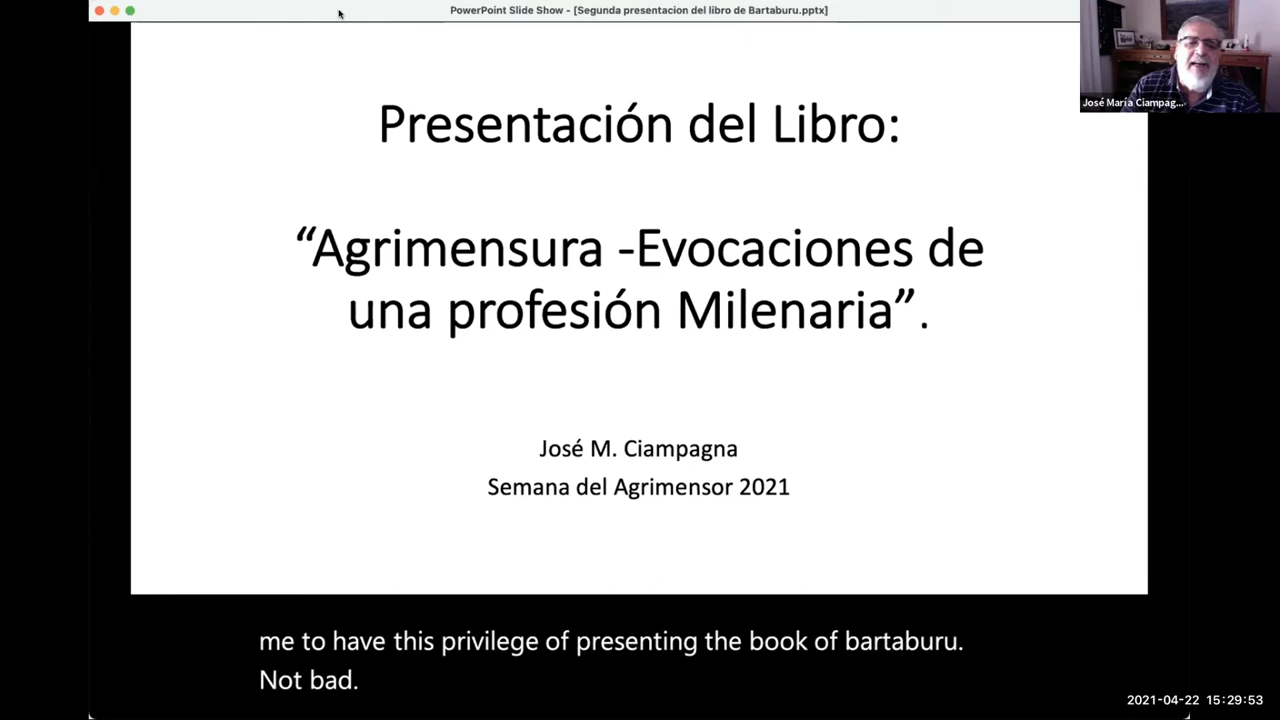 PowerPoint Slide Show - [Segunda presentacion del libro de Bartaburu.pptx]
José María Ciampag...
Presentación del Libro:
“Agrimensura -Evocaciones de
una profesión Milenaria”.
José M. Ciampagna
Semana del Agrimensor 2021
me to have this privilege of presenting the book of bartaburu.
Not bad.
2021-04-22 15:29:53